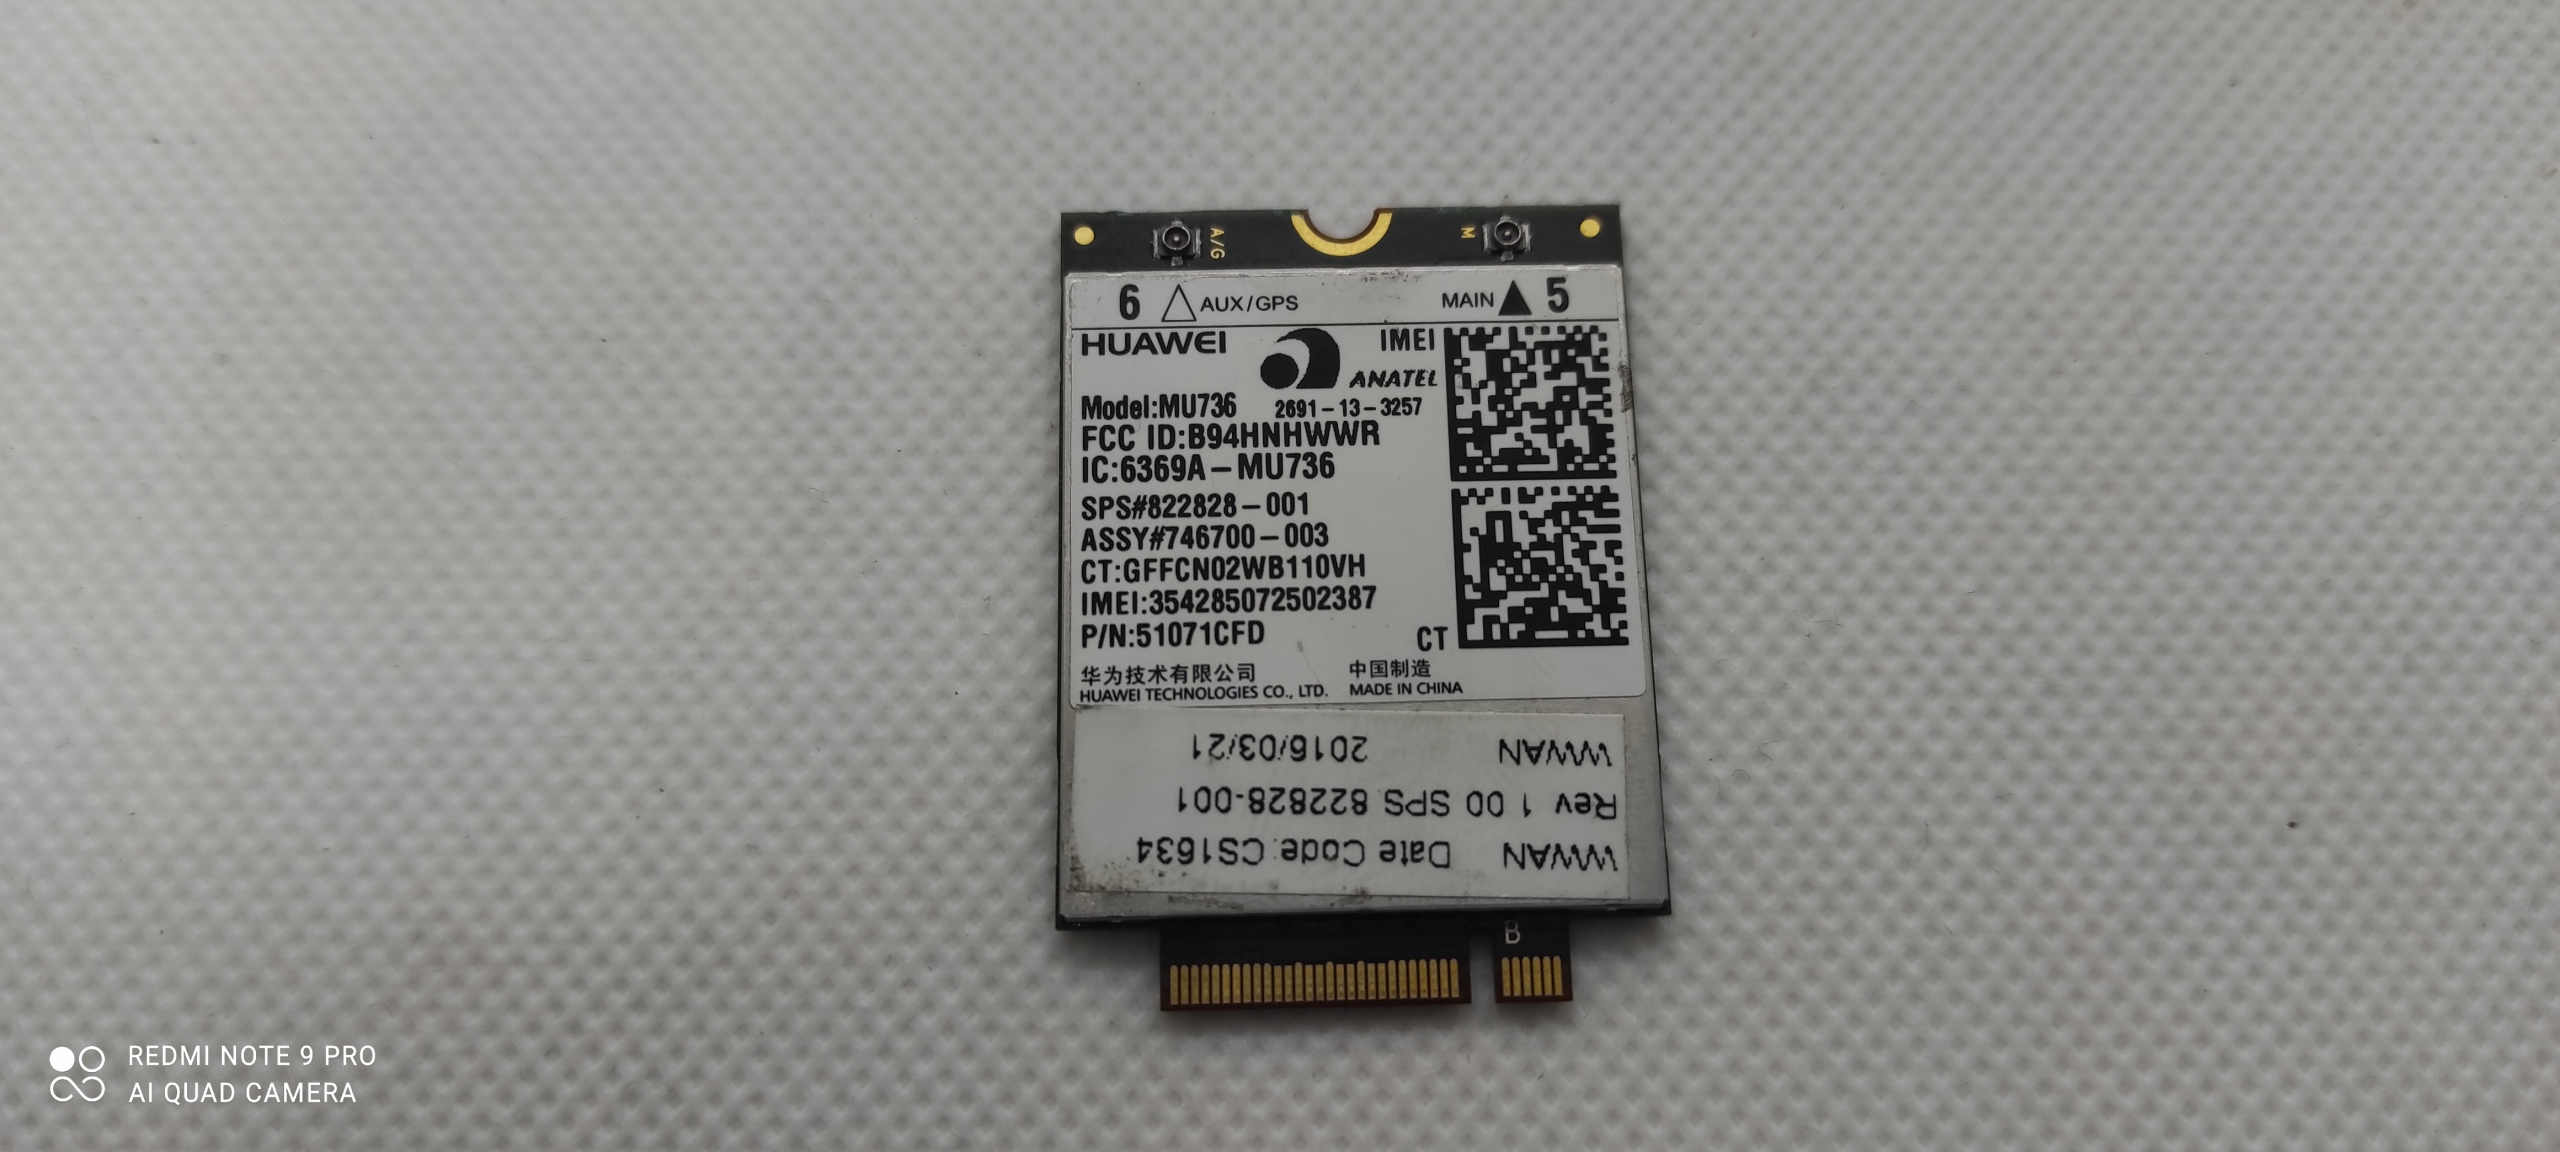 A/G
M
6 AUX/GPS MAIN 5
HUAWEI IMEI
ANATEL
Model:MU736 2691-13-3257
FCC ID:B94HNHWWR
IC:6369A-MU736
SPS#822828-001
ASSY#746700-003
CT:GFFCN02WB110VH
IMEI:354285072502387
P/N:51071CFD CT
华为技术有限公司 中国制造
HUAWEI TECHNOLOGIES CO., LTD. MADE IN CHINA
WWAN Date Code:CS1634
Rev 1 00 SPS 822828-001
WWAN 2016/03/21
B
REDMI NOTE 9 PRO
AI QUAD CAMERA